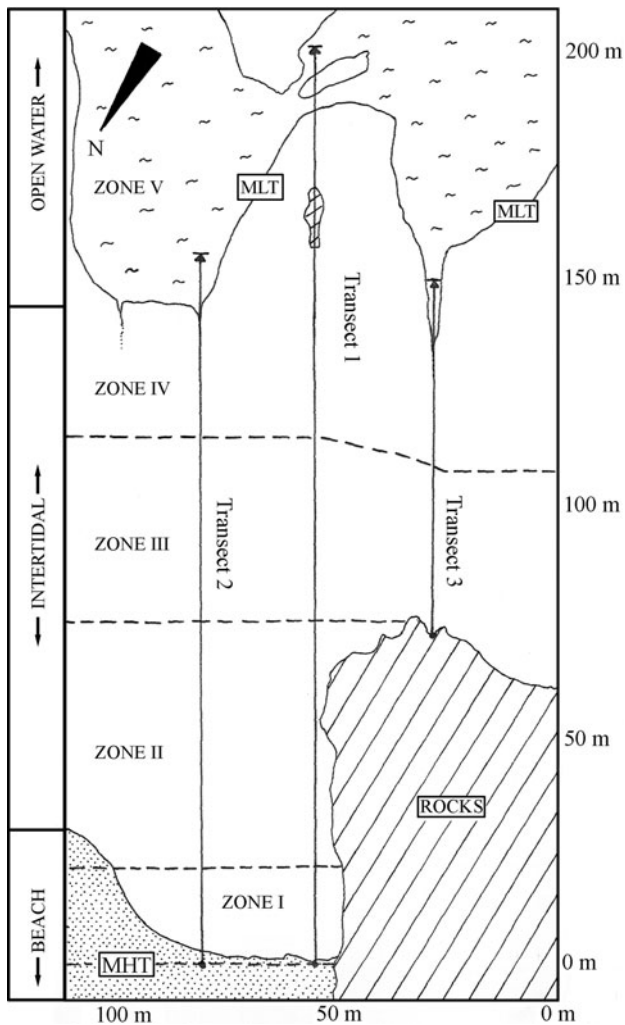 OPEN WATER
INTERTIDAL
BEACH
N
ZONE V
MLT
MLT
Transect 1
ZONE IV
Transect 2
Transect 3
ZONE III
ZONE II
ROCKS
ZONE I
MHT
200 m
150 m
100 m
50 m
0 m
100 m
50 m
0 m